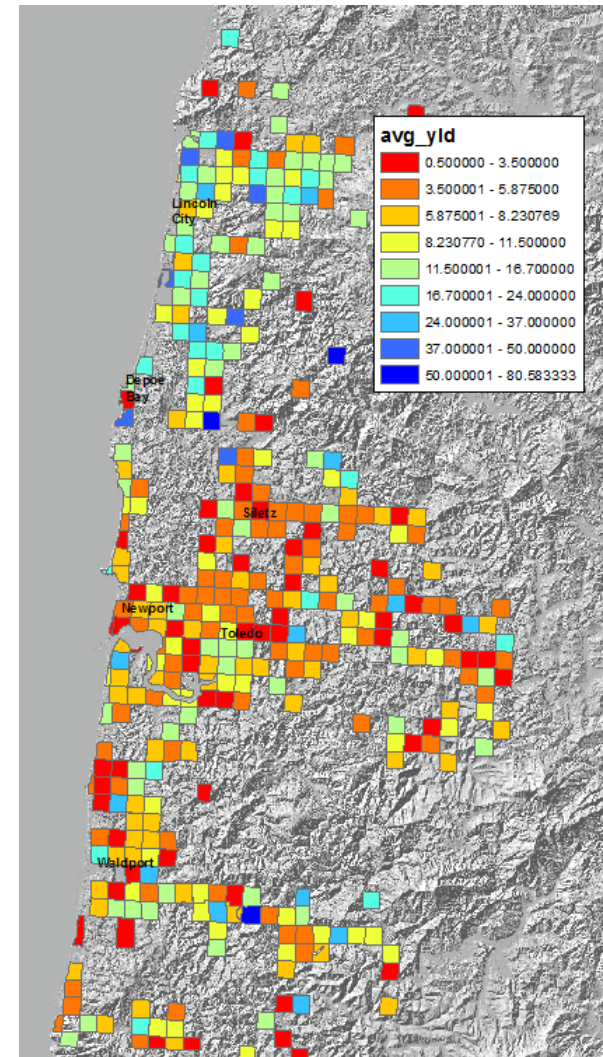 avg_yld
0.500000 - 3.500000
3.500001 - 5.875000
5.875001 - 8.230769
8.230770 - 11.500000
11.500001 - 16.700000
16.700001 - 24.000000
24.000001 - 37.000000
37.000001 - 50.000000
50.000001 - 80.583333
Lincoln
City
Depoe
Bay
Siletz
Newport
Toledo
Waldport